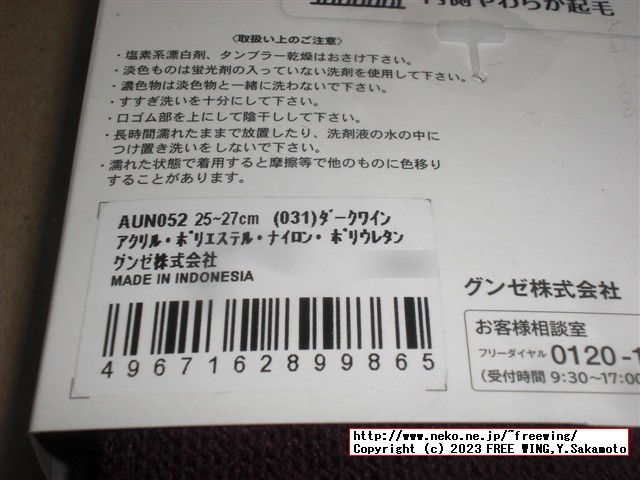 内側やわらか起毛
〈取扱い上のご注意〉
・塩素系漂白剤、タンブラー乾燥はおさけ下さい。
・淡色ものは蛍光剤の入っていない洗剤を使用して下さい。
・濃色物は淡色物と一緒に洗わないで下さい。
・すすぎ洗いを十分にして下さい。
・口ゴム部を上にして陰干しして下さい。
・長時間濡れたままで放置したり、洗剤液の水の中に
つけ置き洗いをしないで下さい。
・濡れた状態で着用すると摩擦等で他のものに色移り
することがあります。
AUN052 25~27cm (031)ダークワイン
アクリル・ポリエステル・ナイロン・ポリウレタン
グンゼ株式会社
MADE IN INDONESIA
4967162899865
グンゼ株式会社
お客様相談室
フリーダイヤル 0120-1
(受付時間 9:30~17:00
http://www.neko.ne.jp/~freewing/
Copyright (c) 2023 FREE WING,Y.Sakamoto